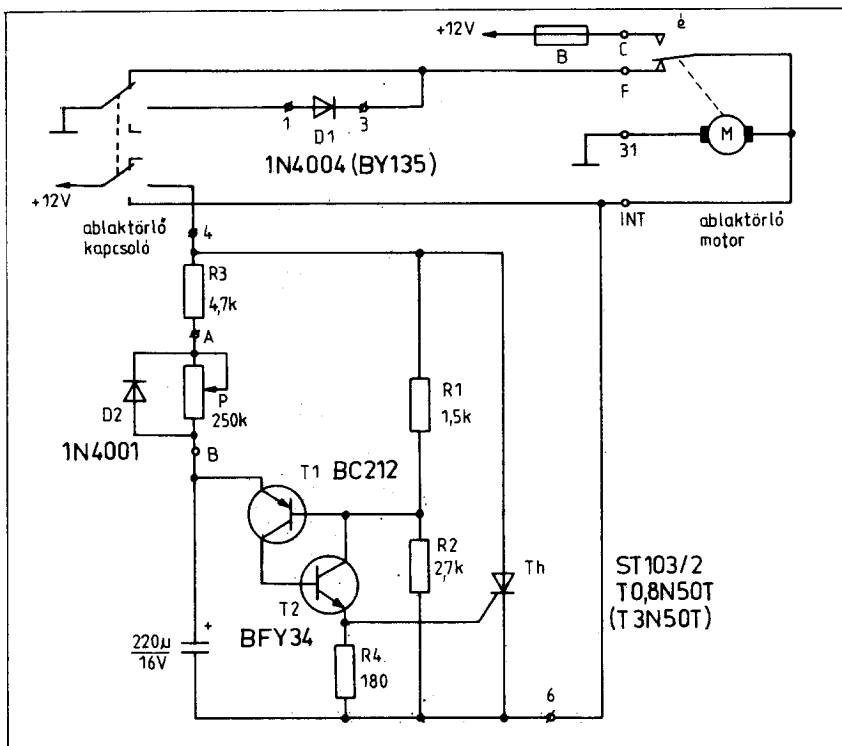 é
+12V
B
C
F
1
D1
3
1N4004 (BY135)
M
31
+12V
INT
ablaktörlő
kapcsoló
4
ablaktörlő
motor
R3
4,7k
A
P
250k
D2
R1
1,5k
1N4001
B
T1 BC212
R2
2,7k
Th
ST103/2
T0,8N50T
(T3N50T)
T2
BFY34
+
220µ
16V
R4
180
6